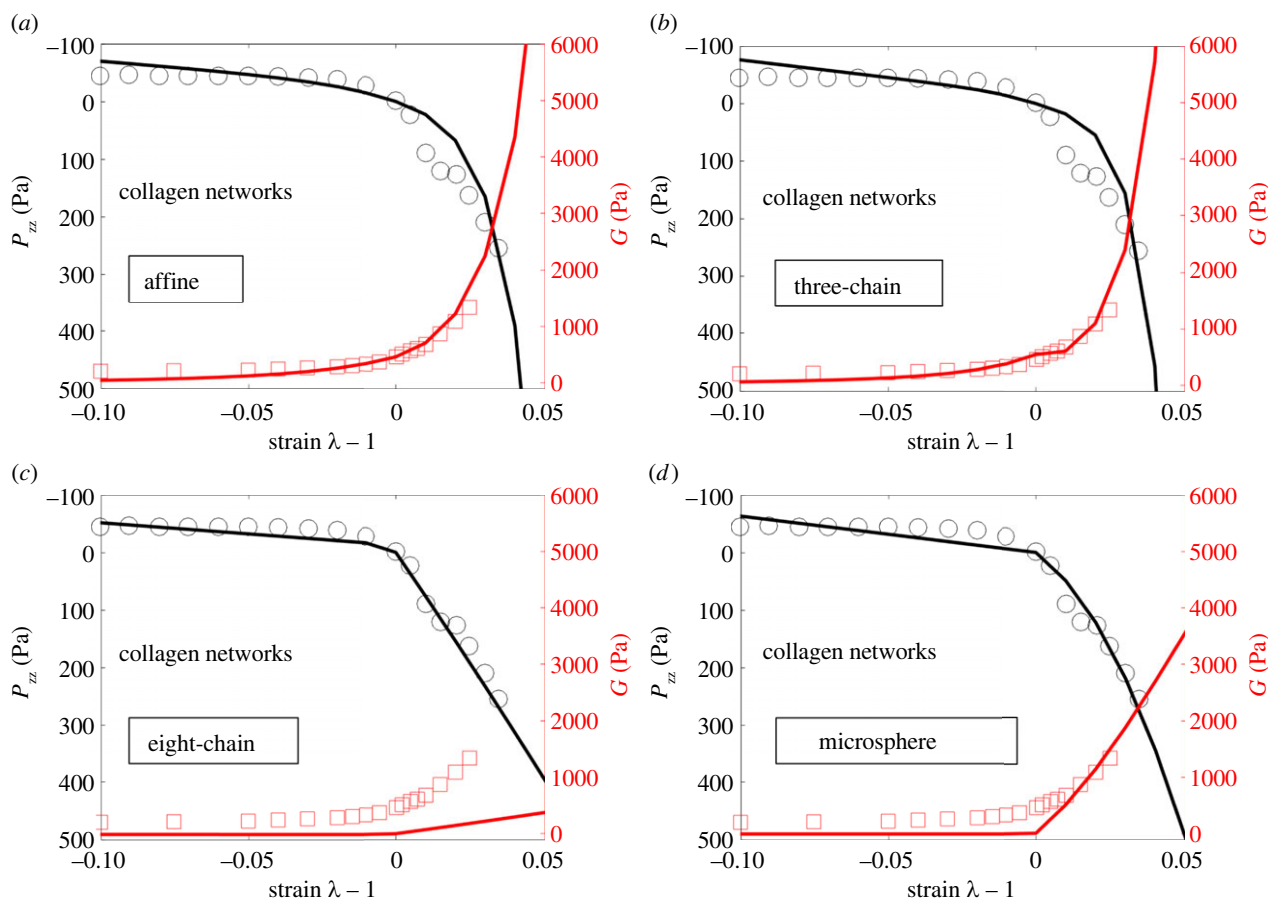 (a)
–100
0
100
200
300
400
500
P_zz (Pa)
6000
5000
4000
3000
2000
1000
0
G (Pa)
collagen networks
affine
–0.10 –0.05 0 0.05
strain λ – 1
(b)
–100
0
100
200
300
400
500
P_zz (Pa)
6000
5000
4000
3000
2000
1000
0
G (Pa)
collagen networks
three-chain
–0.10 –0.05 0 0.05
strain λ – 1
(c)
–100
0
100
200
300
400
500
P_zz (Pa)
6000
5000
4000
3000
2000
1000
0
G (Pa)
collagen networks
eight-chain
–0.10 –0.05 0 0.05
strain λ – 1
(d)
–100
0
100
200
300
400
500
P_zz (Pa)
6000
5000
4000
3000
2000
1000
0
G (Pa)
collagen networks
microsphere
–0.10 –0.05 0 0.05
strain λ – 1